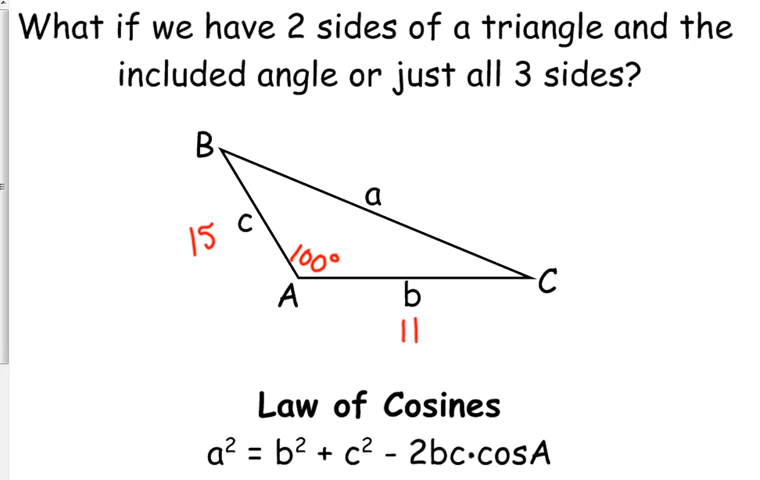 What if we have 2 sides of a triangle and the
included angle or just all 3 sides?
B
a
c
15
100°
A
b
C
11
Law of Cosines
a² = b² + c² - 2bc·cosA